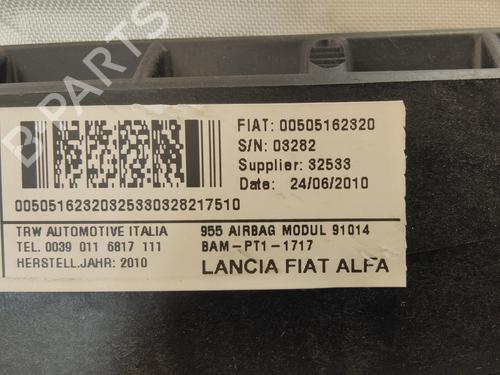 B-PARTS
FIAT: 00505162320
S/N: 03282
Supplier: 32533
Date: 24/06/2010
00505162320325330328217510
TRW AUTOMOTIVE ITALIA
TEL. 0039 011 6817 111
HERSTELL.JAHR: 2010
955 AIRBAG MODUL 91014
BAM-PT1-1717
LANCIA FIAT ALFA